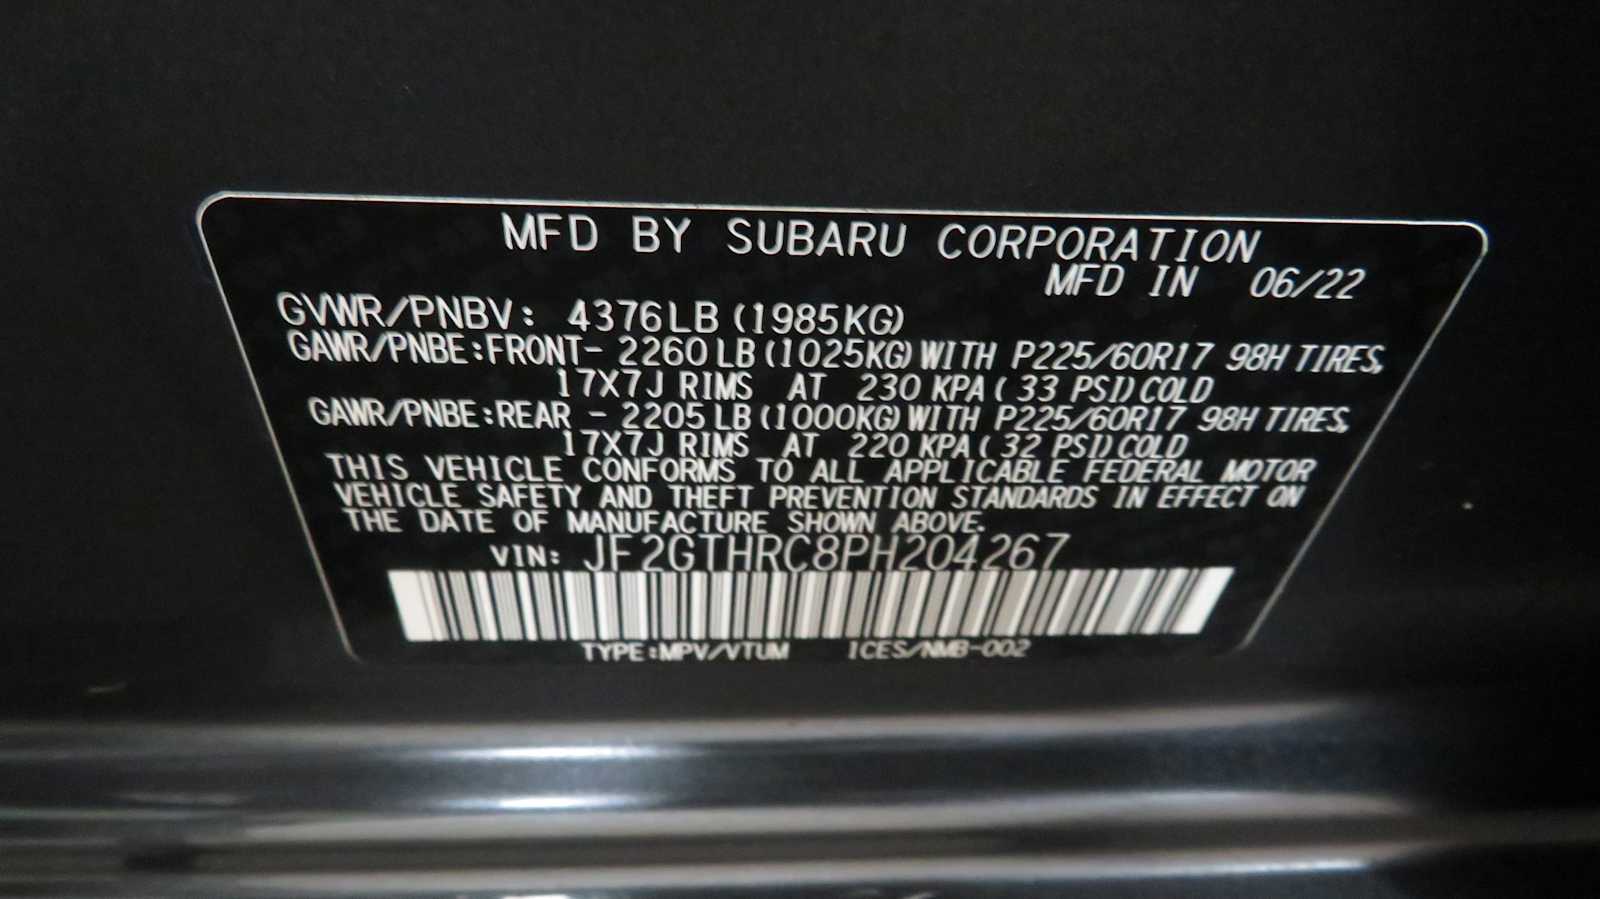 MFD BY SUBARU CORPORATION
MFD IN 06/22
GVWR/PNBV: 4376LB (1985KG)
GAWR/PNBE:FRONT- 2260 LB (1025KG) WITH P225/60R17 98H TIRES,
17X7J RIMS AT 230 KPA ( 33 PSI) COLD
GAWR/PNBE:REAR - 2205 LB (1000KG) WITH P225/60R17 98H TIRES,
17X7J RIMS AT 220 KPA ( 32 PSI) COLD
THIS VEHICLE CONFORMS TO ALL APPLICABLE FEDERAL MOTOR
VEHICLE SAFETY AND THEFT PREVENTION STANDARDS IN EFFECT ON
THE DATE OF MANUFACTURE SHOWN ABOVE.
VIN: JF2GTHRC8PH204267
TYPE:MPV/VTUM ICES/NMB-002